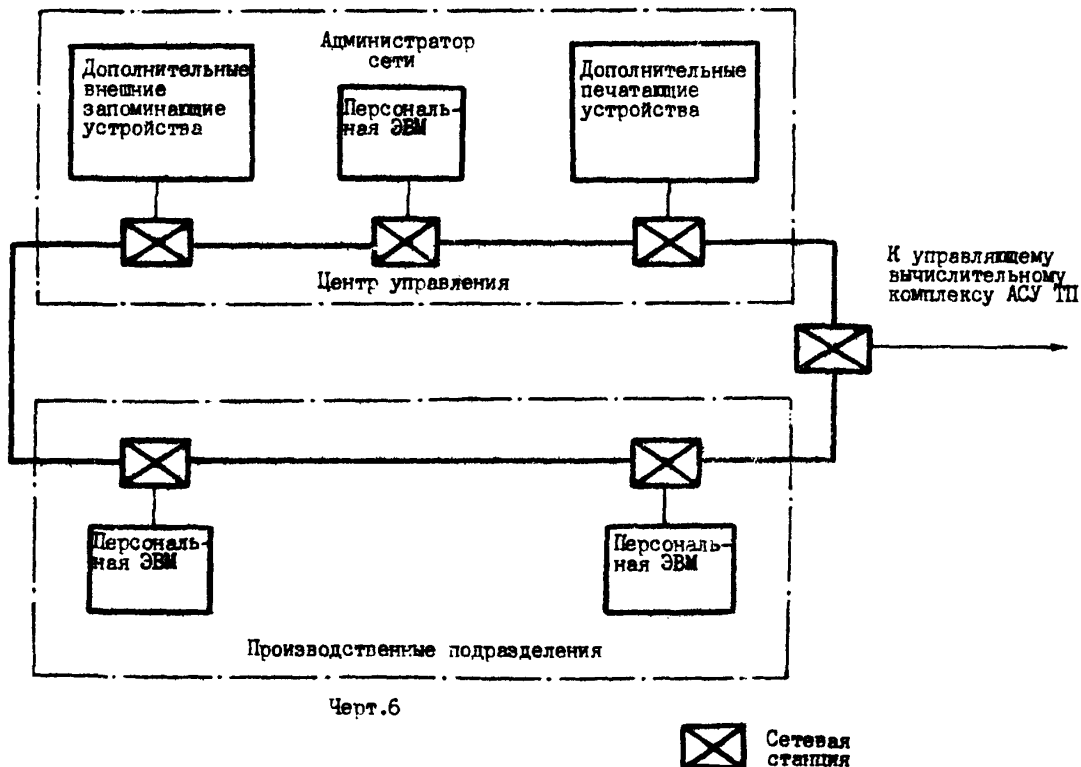 Администратор
сети
Дополнительные
внешние
запоминающие
устройства
Персональ-
ная ЭВМ
Дополнительные
печатающие
устройства
Центр управления
К управляющему
вычислительному
комплексу АСУ ТП
Персональ-
ная ЭВМ
Персональ-
ная ЭВМ
Производственные подразделения
Черт.6
Сетевая
станция